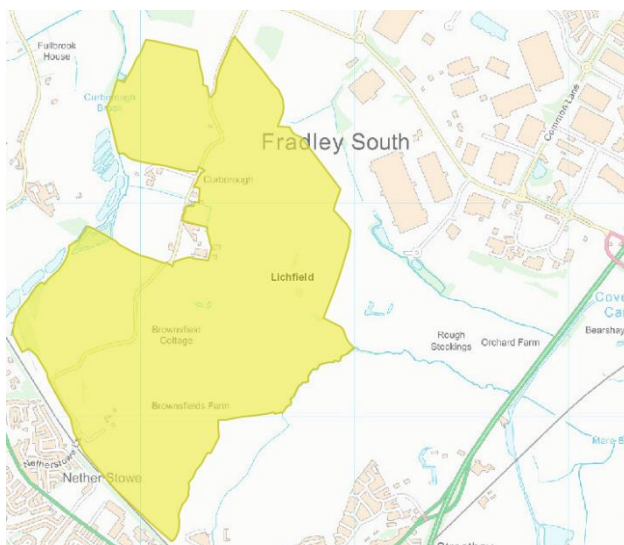 Fullbrook
House
Curborough
Brook
Common Lane
Fradley South
Curborough
Lichfield
Brownsfield
Cottage
Rough
Stockings
Orchard Farm
Bearshay
Brownsfields Farm
Netherstowe
Nether Stowe